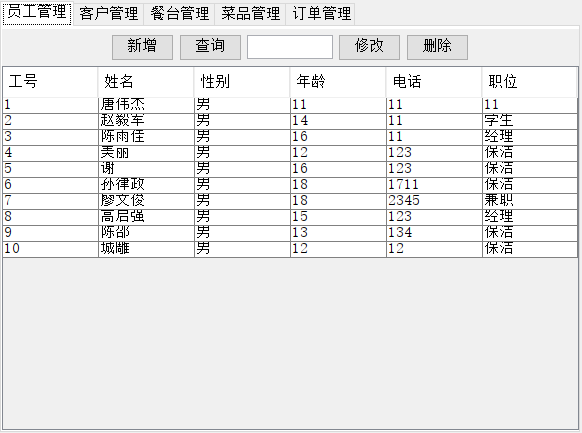 员工管理 客户管理 餐台管理 菜品管理 订单管理
新增 查询 修改 删除
工号 姓名 性别 年龄 电话 职位
1 唐伟杰 男 11 11 11
2 赵毅军 男 14 11 学生
3 陈雨佳 男 16 11 经理
4 美丽 男 12 123 保洁
5 谢 男 16 123 保洁
6 孙律政 男 18 1711 保洁
7 廖文俊 男 18 2345 兼职
8 高启强 男 15 123 经理
9 陈邵 男 13 134 保洁
10 城雕 男 12 12 保洁